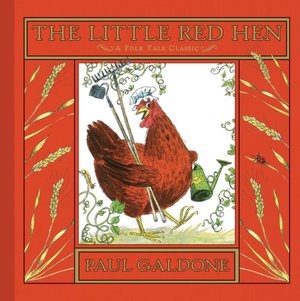 THE LITTLE RED HEN
A FOLK TALE CLASSIC
PAUL GALDONE